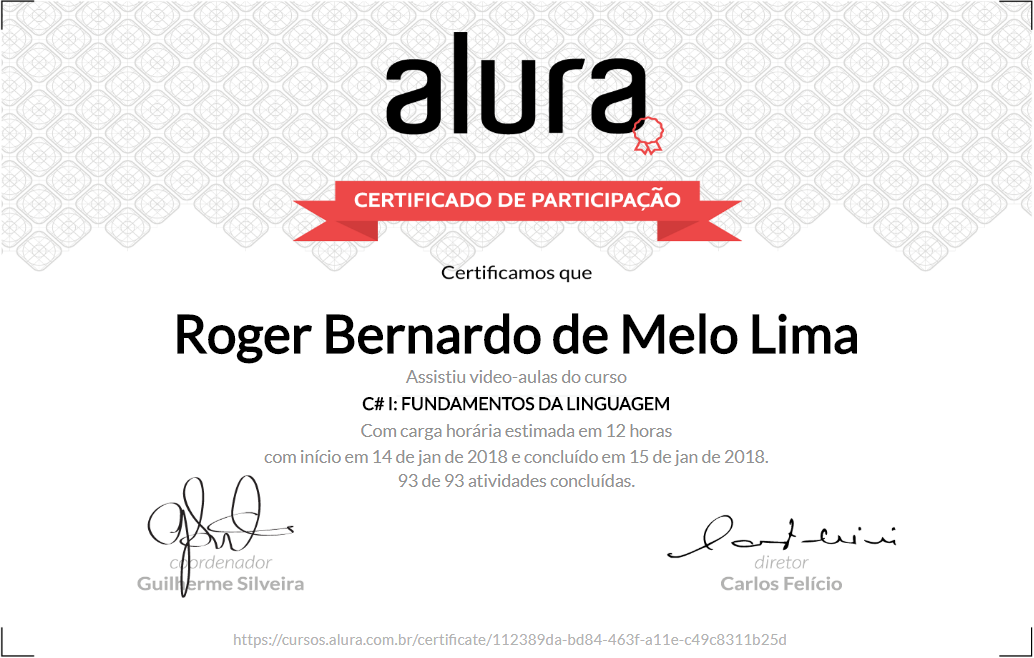 alura
CERTIFICADO DE PARTICIPAÇÃO
Certificamos que
Roger Bernardo de Melo Lima
Assistiu video-aulas do curso
C# I: FUNDAMENTOS DA LINGUAGEM
Com carga horária estimada em 12 horas
com início em 14 de jan de 2018 e concluído em 15 de jan de 2018.
93 de 93 atividades concluídas.
coordenador
Guilherme Silveira
diretor
Carlos Felício
https://cursos.alura.com.br/certificate/112389da-bd84-463f-a11e-c49c8311b25d